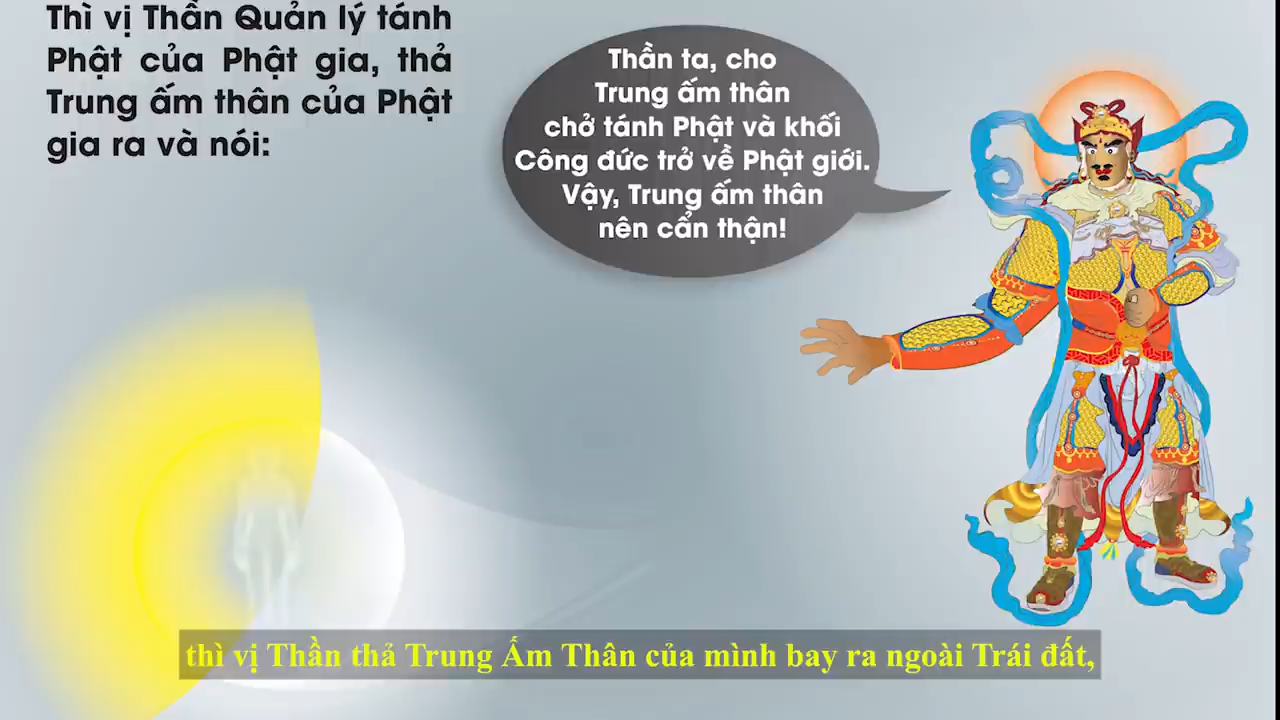 Thì vị Thần Quản lý tánh
Phật của Phật gia, thả
Trung ấm thân của Phật
gia ra và nói:
Thần ta, cho
Trung ấm thân
chở tánh Phật và khối
Công đức trở về Phật giới.
Vậy, Trung ấm thân
nên cẩn thận!
thì vị Thần thả Trung Ấm Thân của mình bay ra ngoài Trái đất,